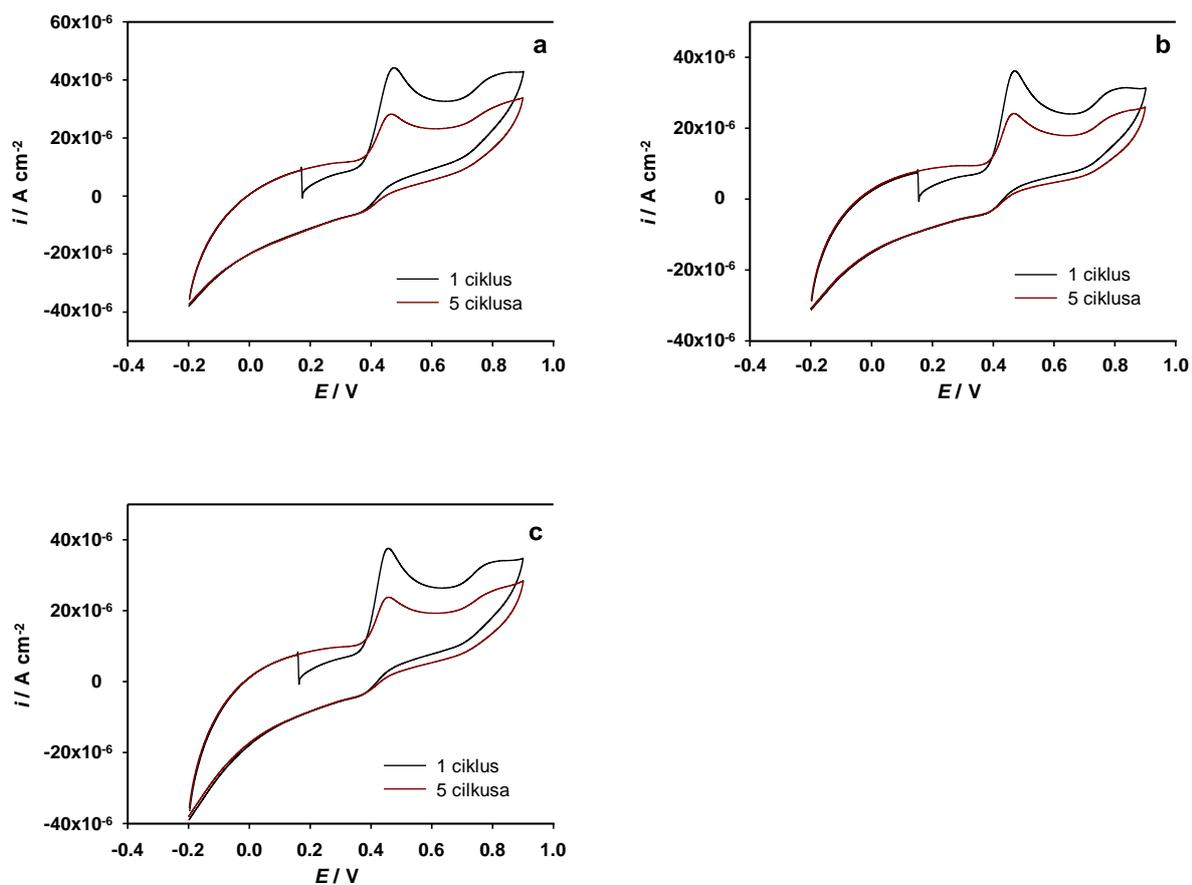 60x10-6
40x10-6
20x10-6
0
-20x10-6
-40x10-6
i / A cm-2
a
1 ciklus
5 ciklusa
-0.4 -0.2 0.0 0.2 0.4 0.6 0.8 1.0
E / V
40x10-6
20x10-6
0
-20x10-6
-40x10-6
i / A cm-2
b
1 ciklus
5 ciklusa
-0.4 -0.2 0.0 0.2 0.4 0.6 0.8 1.0
E / V
40x10-6
20x10-6
0
-20x10-6
-40x10-6
i / A cm-2
c
1 ciklus
5 cilkusa
-0.4 -0.2 0.0 0.2 0.4 0.6 0.8 1.0
E / V